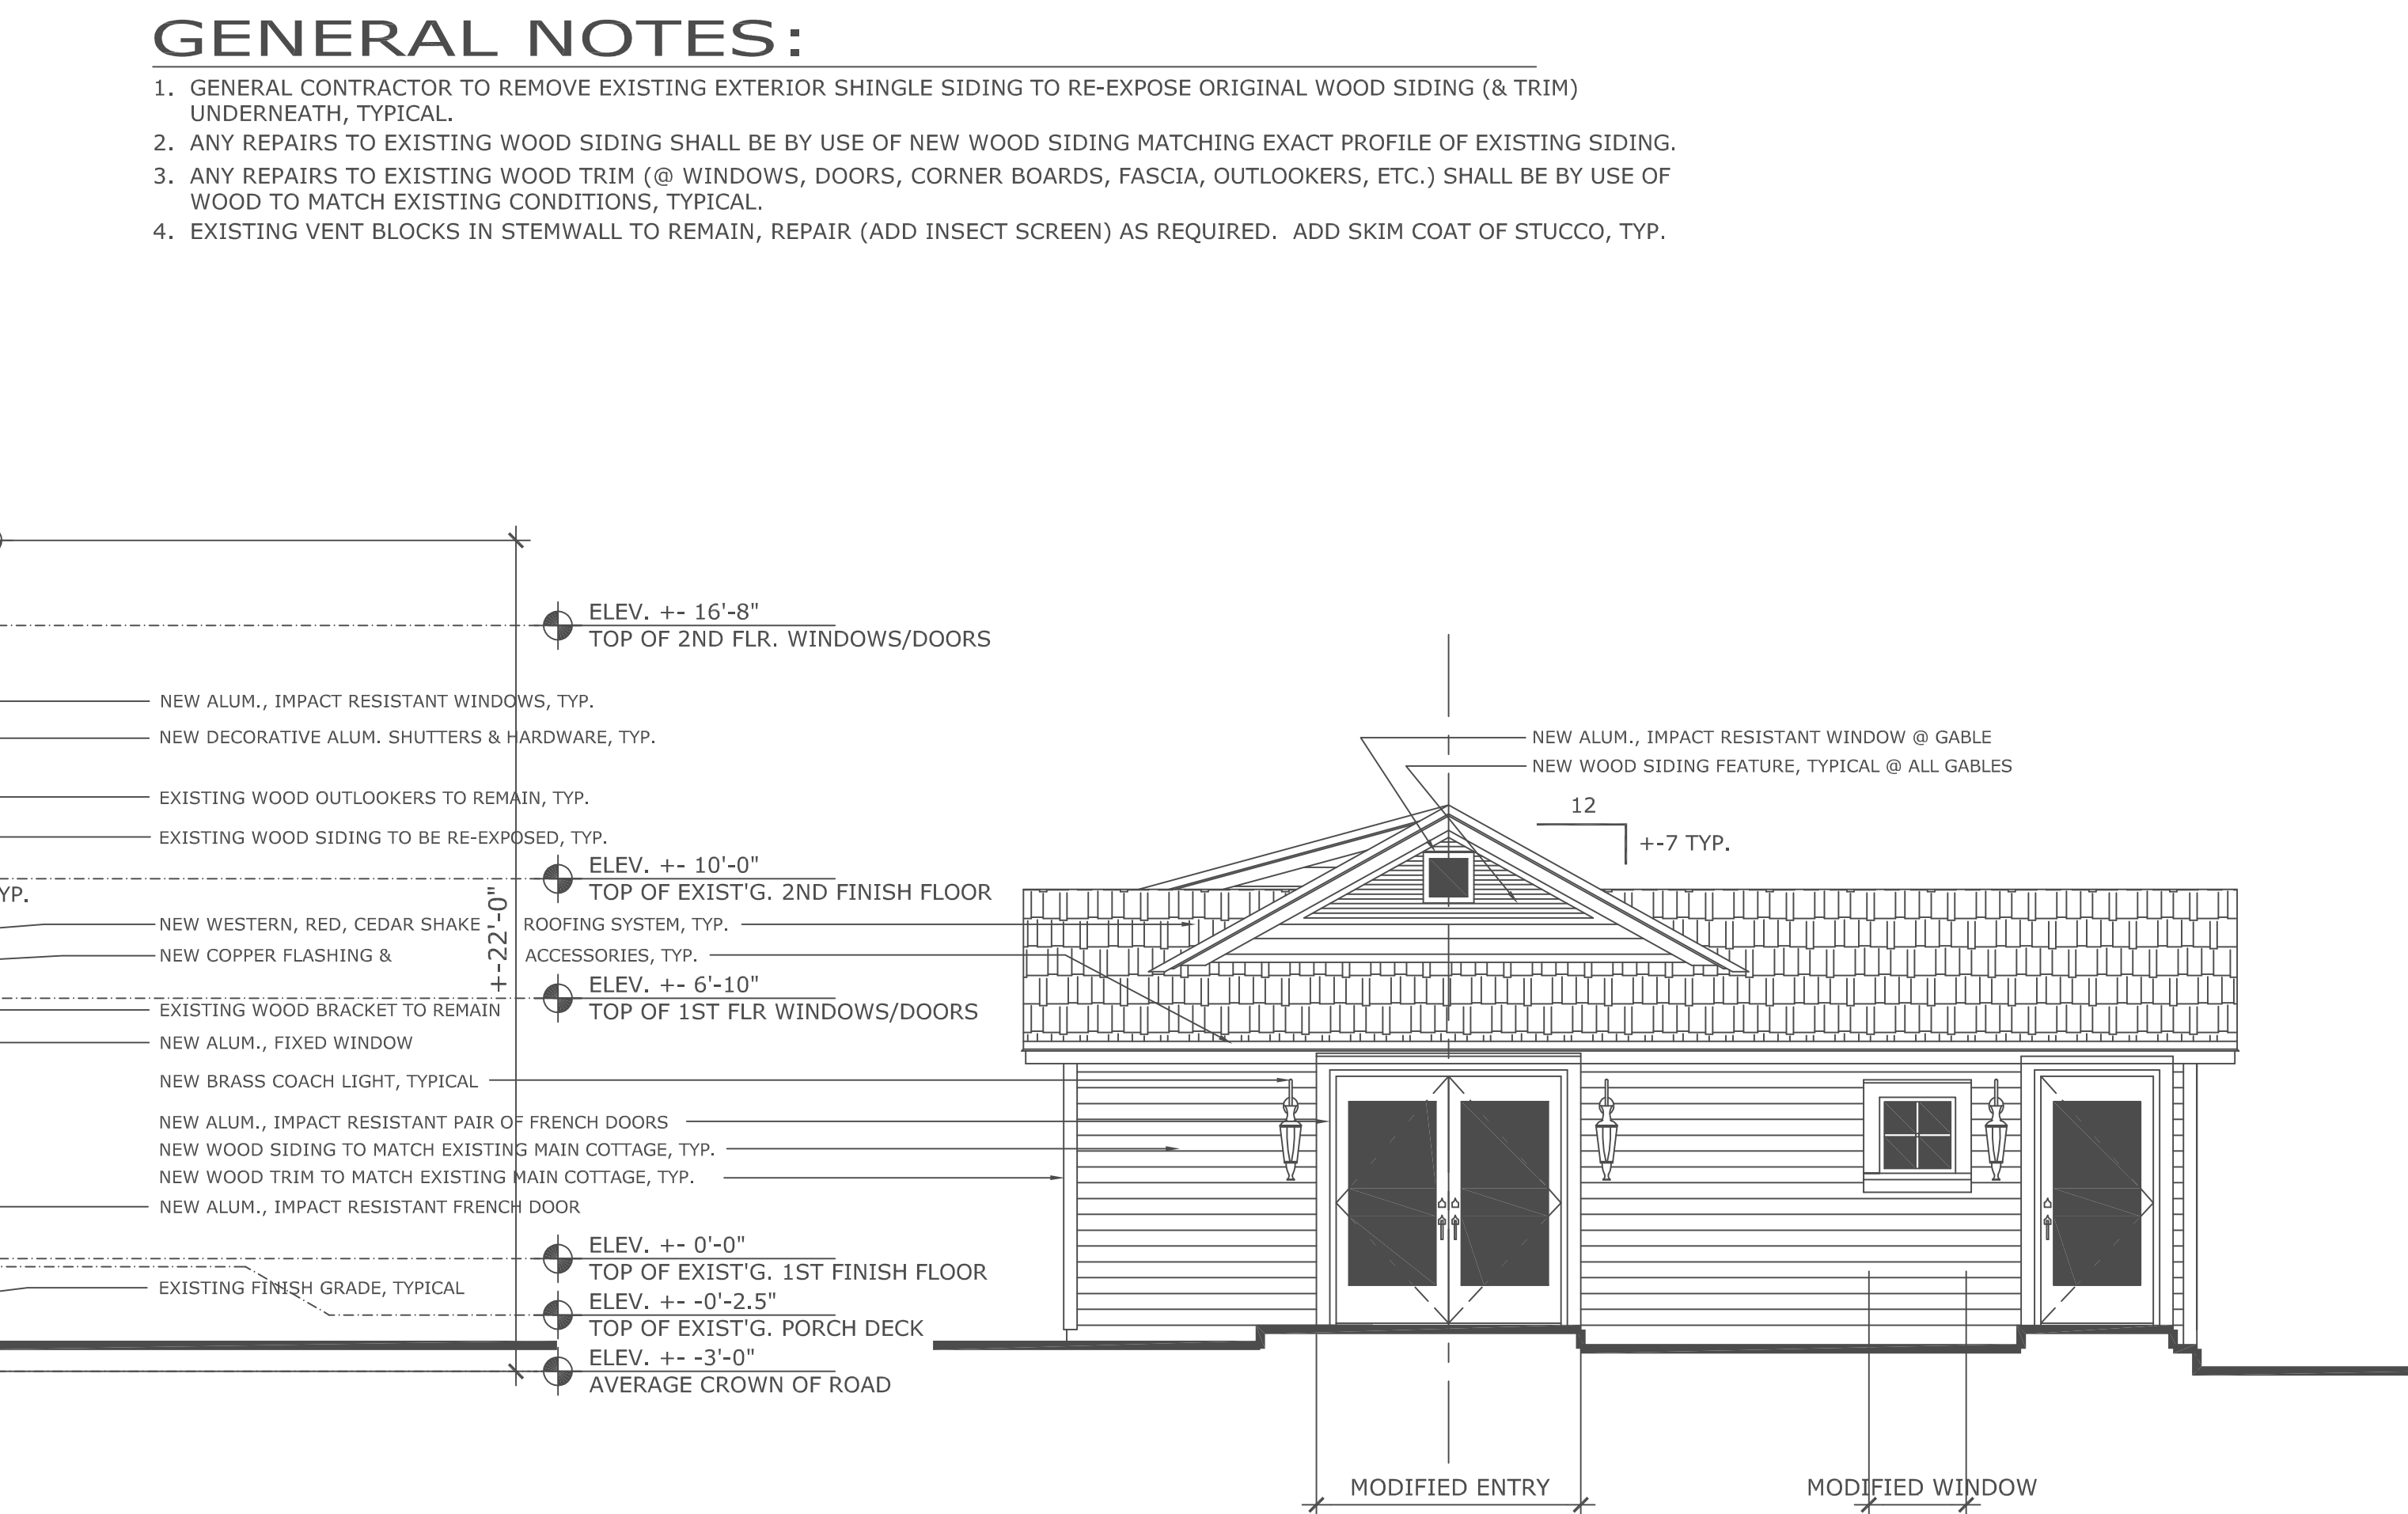 GENERAL NOTES:
1. GENERAL CONTRACTOR TO REMOVE EXISTING EXTERIOR SHINGLE SIDING TO RE-EXPOSE ORIGINAL WOOD SIDING (& TRIM)
UNDERNEATH, TYPICAL.
2. ANY REPAIRS TO EXISTING WOOD SIDING SHALL BE BY USE OF NEW WOOD SIDING MATCHING EXACT PROFILE OF EXISTING SIDING.
3. ANY REPAIRS TO EXISTING WOOD TRIM (@ WINDOWS, DOORS, CORNER BOARDS, FASCIA, OUTLOOKERS, ETC.) SHALL BE BY USE OF
WOOD TO MATCH EXISTING CONDITIONS, TYPICAL.
4. EXISTING VENT BLOCKS IN STEMWALL TO REMAIN, REPAIR (ADD INSECT SCREEN) AS REQUIRED. ADD SKIM COAT OF STUCCO, TYP.
ELEV. +- 16'-8"
TOP OF 2ND FLR. WINDOWS/DOORS
NEW ALUM., IMPACT RESISTANT WINDOWS, TYP.
NEW DECORATIVE ALUM. SHUTTERS & HARDWARE, TYP.
EXISTING WOOD OUTLOOKERS TO REMAIN, TYP.
EXISTING WOOD SIDING TO BE RE-EXPOSED, TYP.
ELEV. +- 10'-0"
TOP OF EXIST'G. 2ND FINISH FLOOR
YP.
+-22'-0"
NEW WESTERN, RED, CEDAR SHAKE ROOFING SYSTEM, TYP.
NEW COPPER FLASHING & ACCESSORIES, TYP.
ELEV. +- 6'-10"
TOP OF 1ST FLR WINDOWS/DOORS
EXISTING WOOD BRACKET TO REMAIN
NEW ALUM., FIXED WINDOW
NEW BRASS COACH LIGHT, TYPICAL
NEW ALUM., IMPACT RESISTANT PAIR OF FRENCH DOORS
NEW WOOD SIDING TO MATCH EXISTING MAIN COTTAGE, TYP.
NEW WOOD TRIM TO MATCH EXISTING MAIN COTTAGE, TYP.
NEW ALUM., IMPACT RESISTANT FRENCH DOOR
ELEV. +- 0'-0"
TOP OF EXIST'G. 1ST FINISH FLOOR
EXISTING FINISH GRADE, TYPICAL
ELEV. +- -0'-2.5"
TOP OF EXIST'G. PORCH DECK
ELEV. +- -3'-0"
AVERAGE CROWN OF ROAD
NEW ALUM., IMPACT RESISTANT WINDOW @ GABLE
NEW WOOD SIDING FEATURE, TYPICAL @ ALL GABLES
12
+-7 TYP.
MODIFIED ENTRY
MODIFIED WINDOW